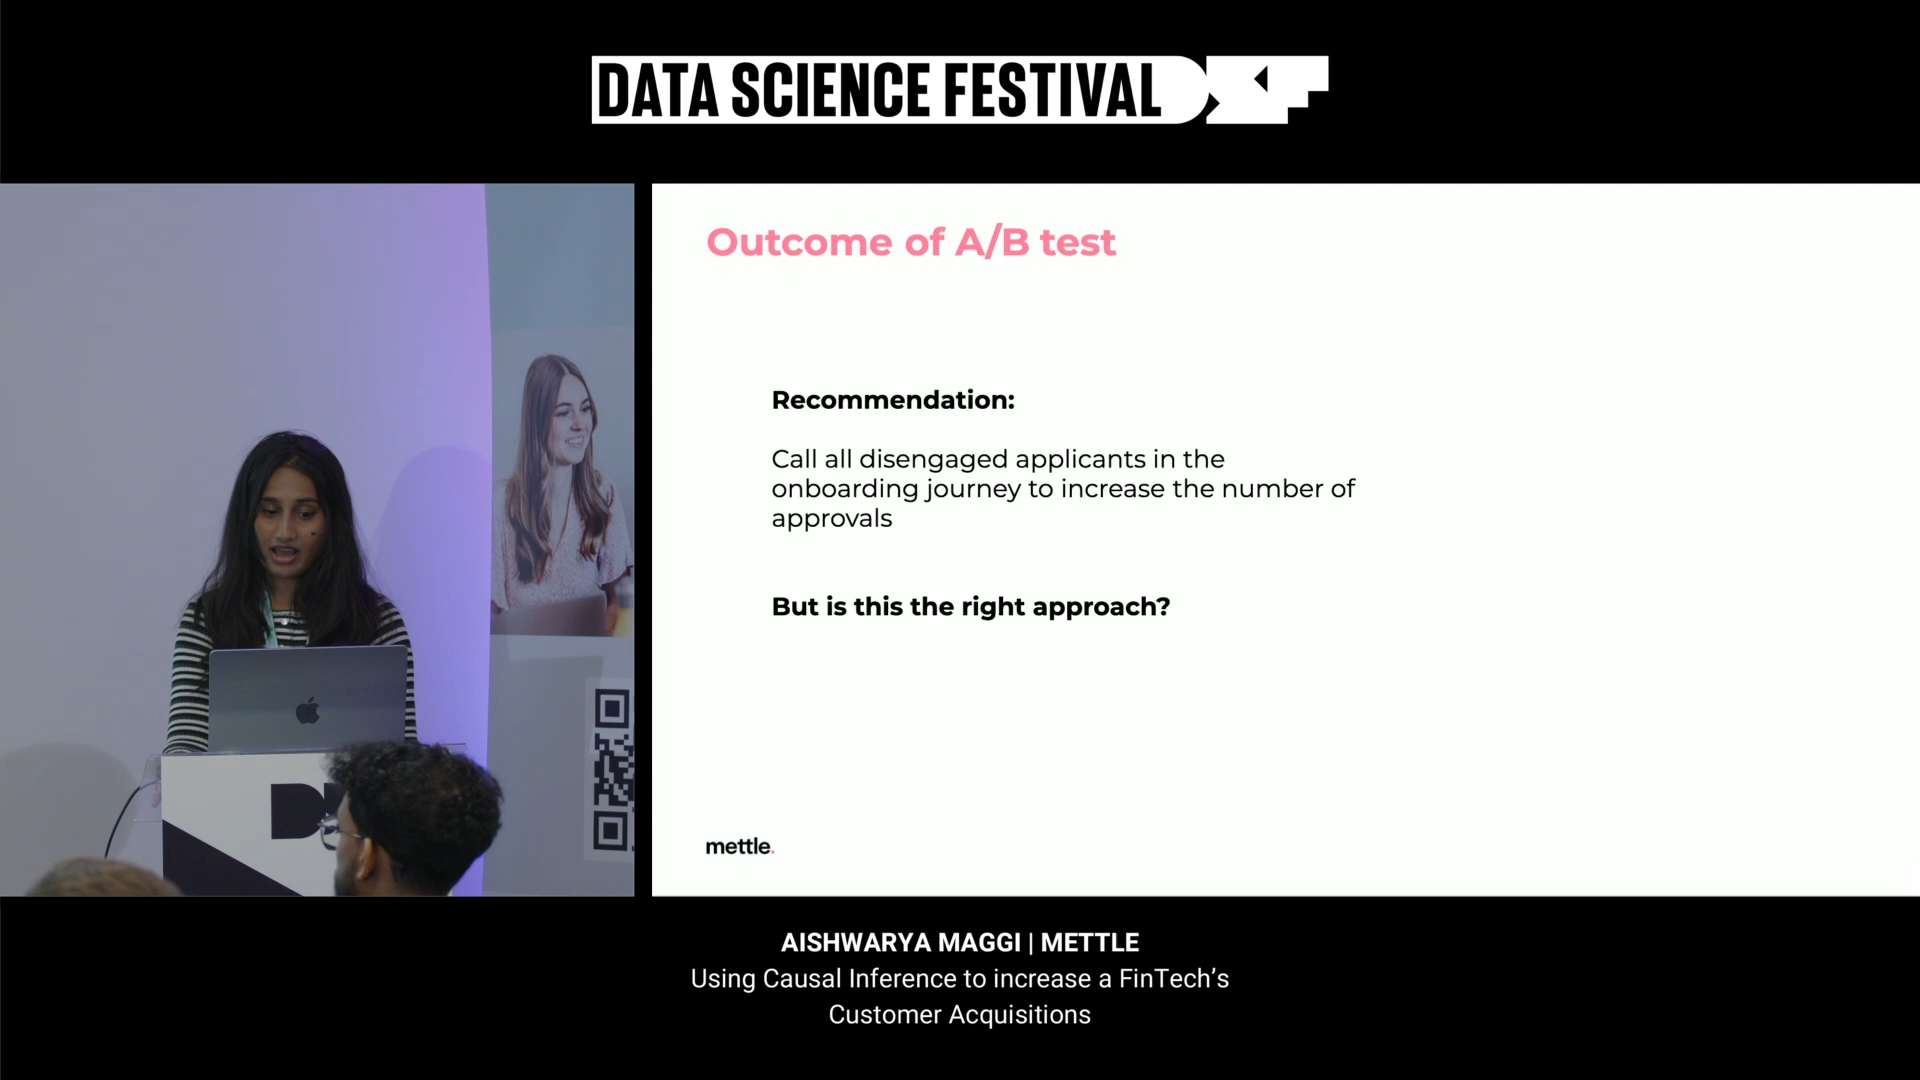 DATA SCIENCE FESTIVAL
Outcome of A/B test
Recommendation:
Call all disengaged applicants in the
onboarding journey to increase the number of
approvals
But is this the right approach?
mettle.
AISHWARYA MAGGI | METTLE
Using Causal Inference to increase a FinTech’s
Customer Acquisitions